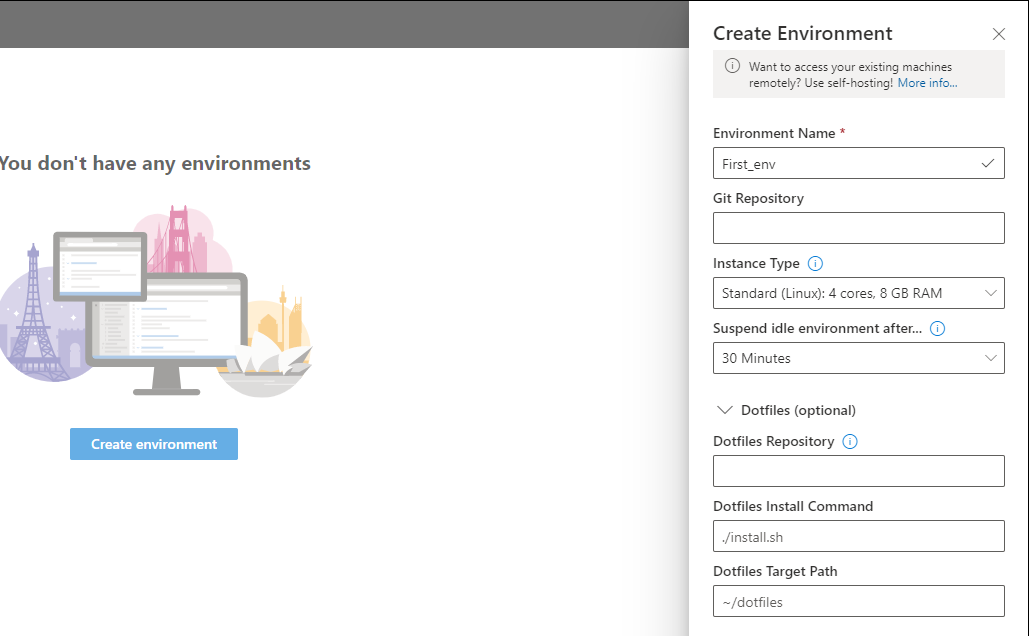 You don't have any environments
Create environment
Create Environment
Want to access your existing machines
remotely? Use self-hosting! More info...
Environment Name *
First_env
Git Repository
Instance Type
Standard (Linux): 4 cores, 8 GB RAM
Suspend idle environment after...
30 Minutes
Dotfiles (optional)
Dotfiles Repository
Dotfiles Install Command
./install.sh
Dotfiles Target Path
~/dotfiles